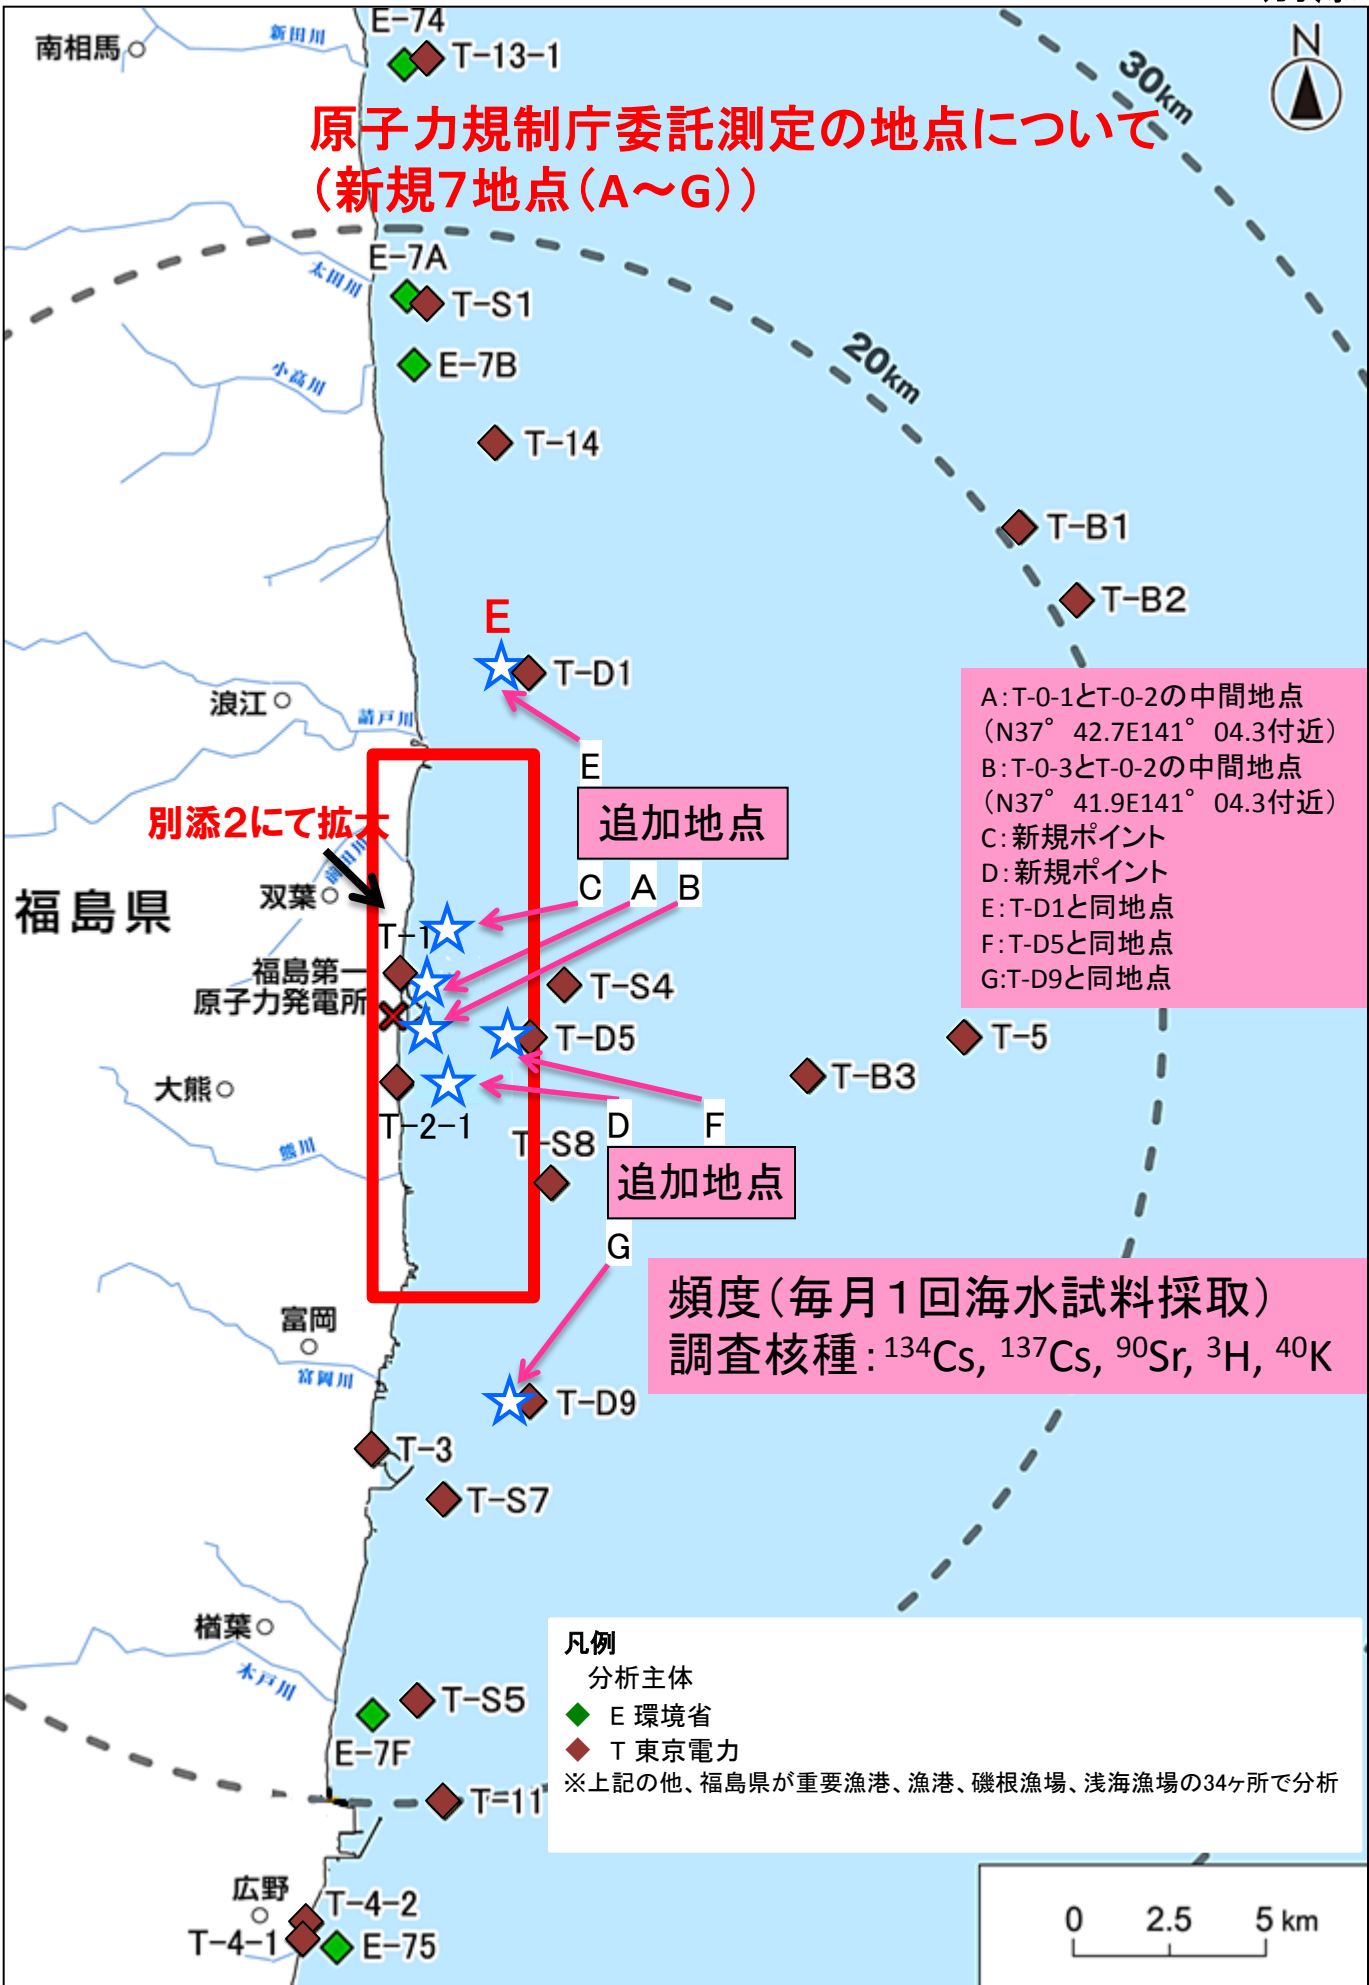 E-74
南相馬
新田川
T-13-1
N
30km
原子力規制庁委託測定の地点について
（新規7地点（A～G））
E-7A
太田川
T-S1
小高川
E-7B
20km
T-14
T-B1
T-B2
E
T-D1
浪江
請戸川
A：T-0-1とT-0-2の中間地点
（N37° 42.7E141° 04.3付近）
B：T-0-3とT-0-2の中間地点
（N37° 41.9E141° 04.3付近）
C：新規ポイント
D：新規ポイント
E：T-D1と同地点
F：T-D5と同地点
G:T-D9と同地点
E
追加地点
別添2にて拡大
C A B
福島県
双葉
T-1
福島第一
原子力発電所
T-S4
T-D5
T-5
T-B3
大熊
T-2-1
熊川
D F
T-S8
追加地点
G
頻度（毎月1回海水試料採取）
調査核種：¹³⁴Cs, ¹³⁷Cs, ⁹⁰Sr, ³H, ⁴⁰K
富岡
富岡川
T-D9
T-3
T-S7
楢葉
木戸川
T-S5
E-7F
T=11
凡例
分析主体
E 環境省
T 東京電力
※上記の他、福島県が重要漁港、漁港、磯根漁場、浅海漁場の34ヶ所で分析
広野
T-4-2
T-4-1
E-75
0 2.5 5 km